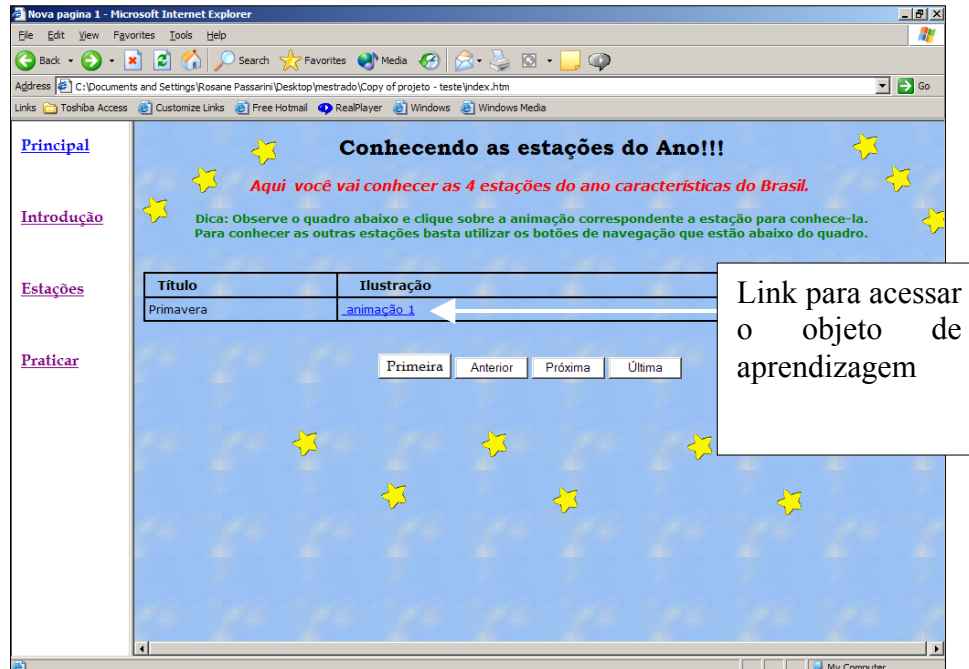 Nova pagina 1 - Microsoft Internet Explorer
File Edit View Favorites Tools Help
Back Search Favorites Media
Address C:\Documents and Settings\Rosane Passarini\Desktop\mestrado\Copy of projeto - teste\index.htm Go
Links Toshiba Access Customize Links Free Hotmail RealPlayer Windows Windows Media
Principal
Introdução
Estações
Praticar
Conhecendo as estações do Ano!!!
Aqui você vai conhecer as 4 estações do ano características do Brasil.
Dica: Observe o quadro abaixo e clique sobre a animação correspondente a estação para conhece-la.
Para conhecer as outras estações basta utilizar os botões de navegação que estão abaixo do quadro.
Título Ilustração
Primavera animação 1
Primeira Anterior Próxima Última
Link para acessar
o objeto de
aprendizagem
My Computer